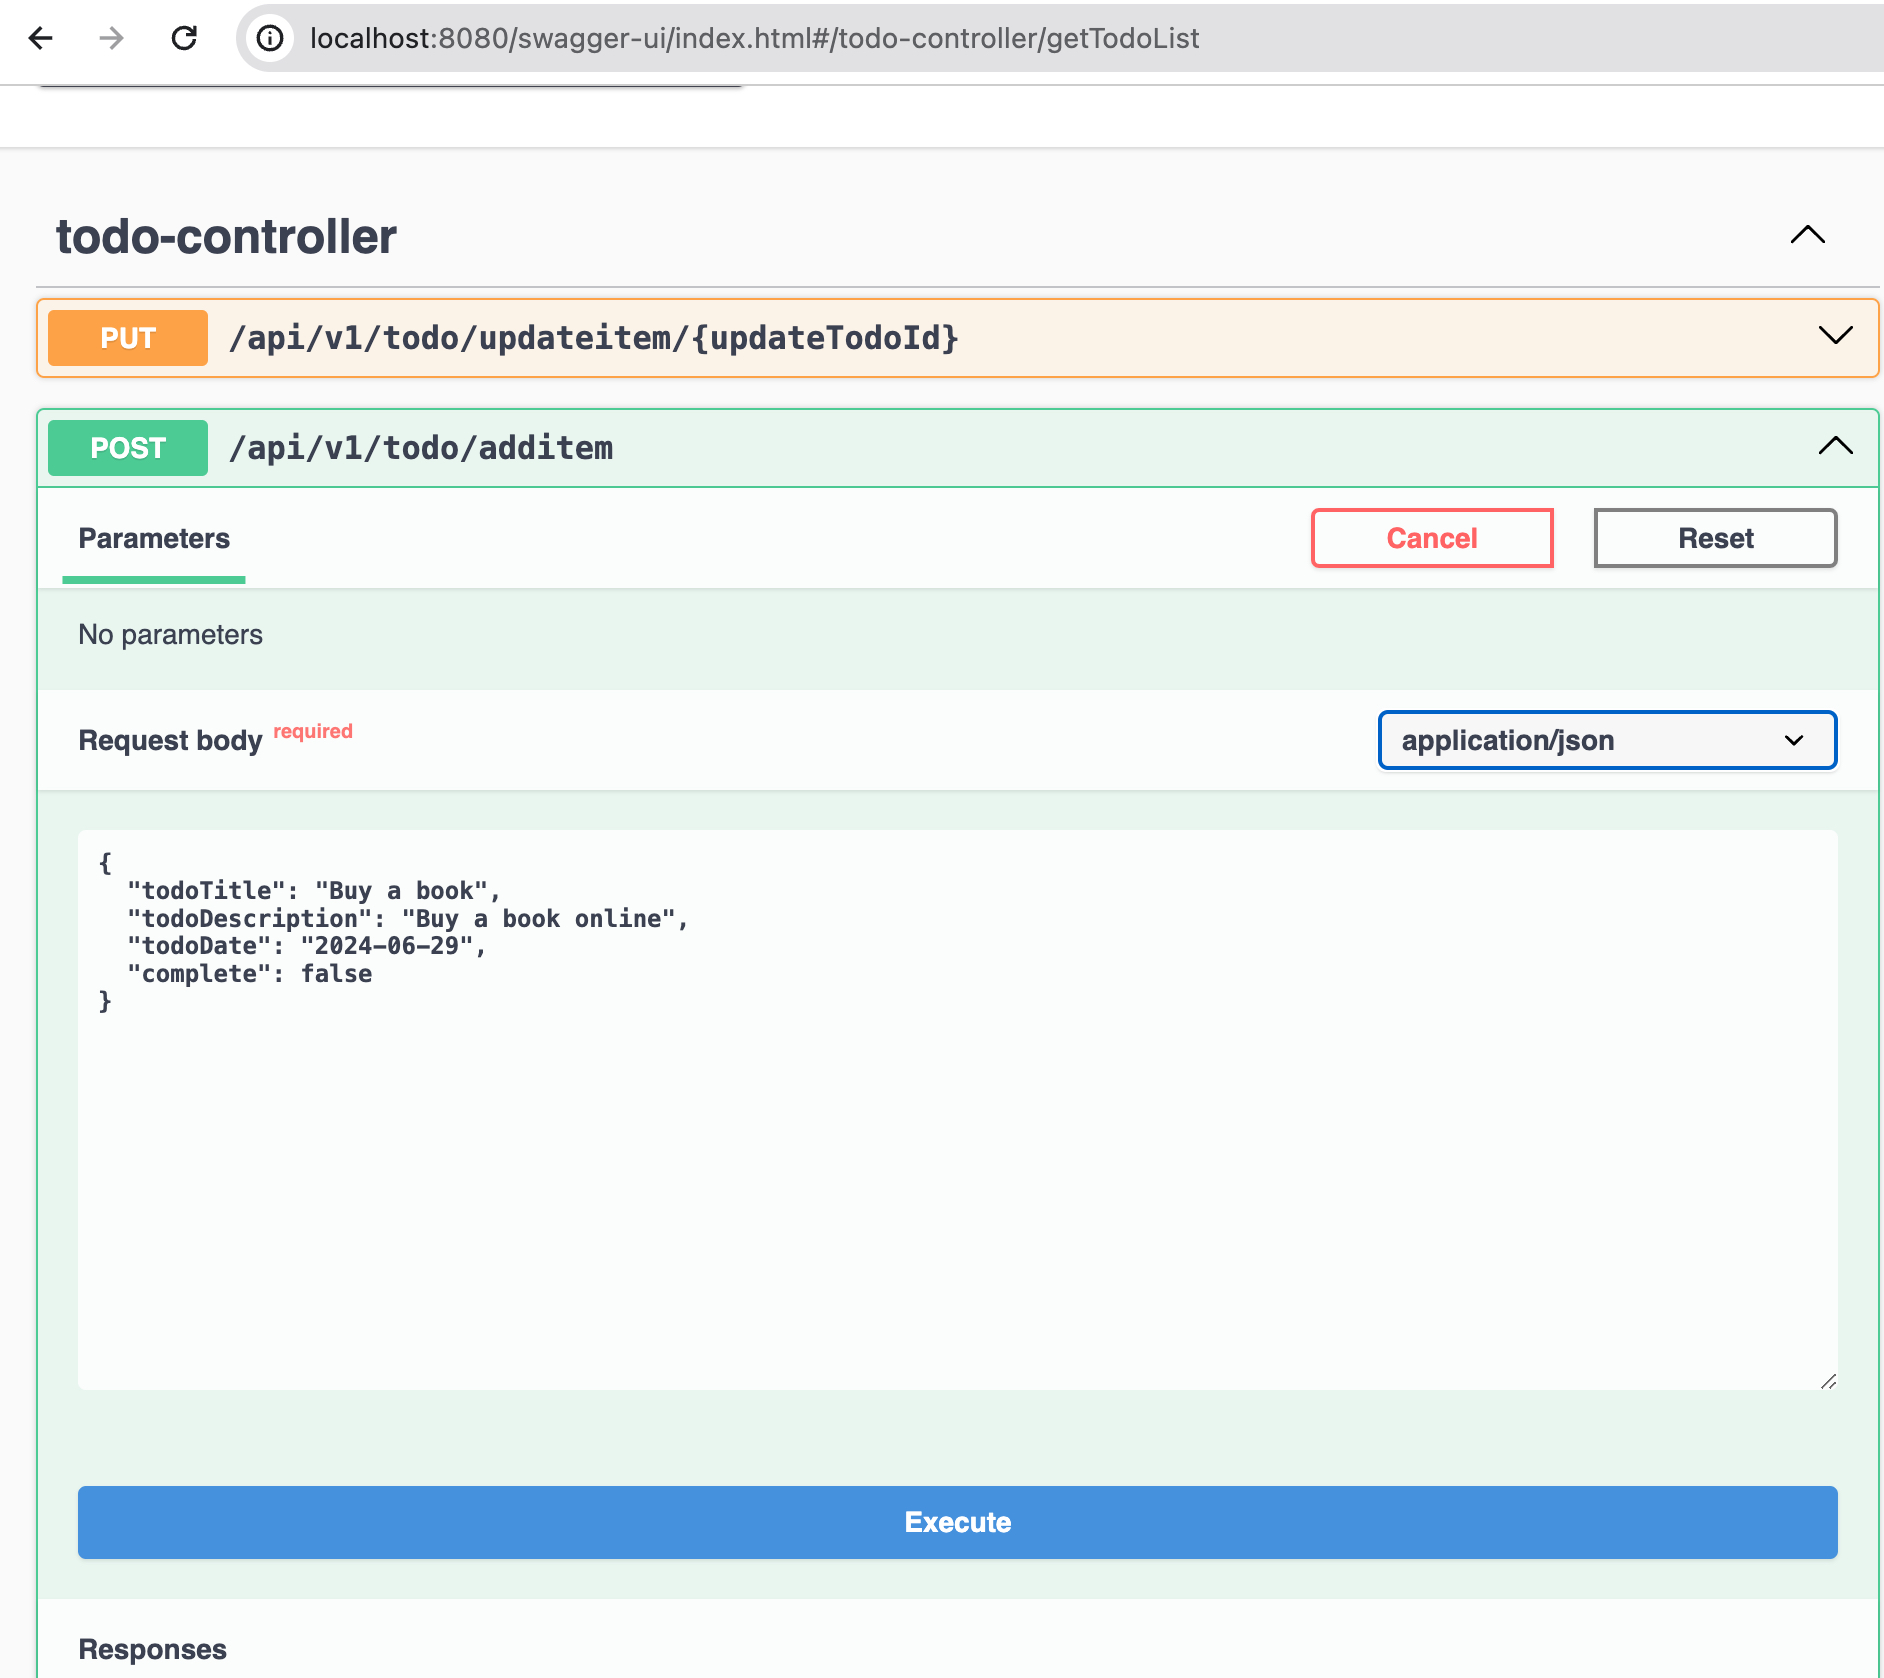 localhost:8080/swagger-ui/index.html#/todo-controller/getTodoList
todo-controller
PUT /api/v1/todo/updateitem/{updateTodoId}
POST /api/v1/todo/additem
Parameters Cancel Reset
No parameters
Request body required application/json
{
  "todoTitle": "Buy a book",
  "todoDescription": "Buy a book online",
  "todoDate": "2024-06-29",
  "complete": false
}
Execute
Responses